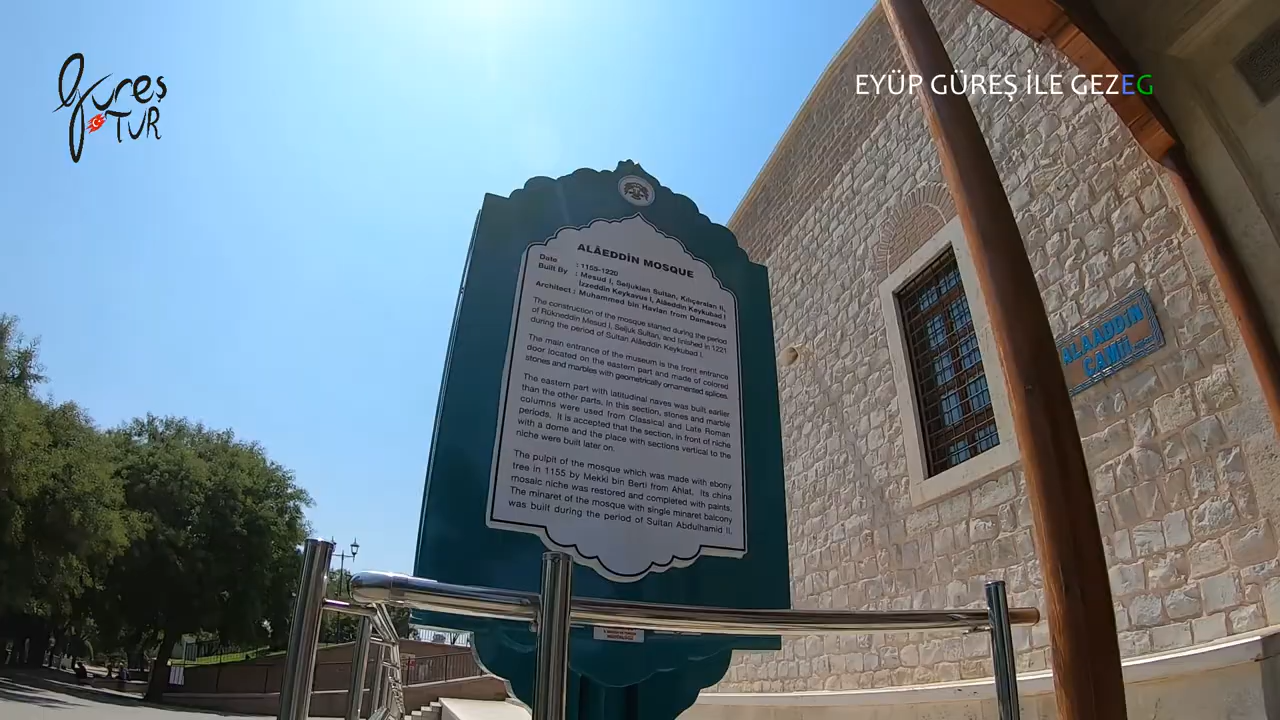 Gureş
TUR
EYÜP GÜREŞ İLE GEZEG
ALÂEDDİN MOSQUE
Date : 1155-1220
Built By : Mesud I, Seljukian Sultan, Kılıçarslan II,
İzzeddin Keykavus I, Alâeddin Keykubad I
Architect : Muhammed bin Havlan from Damascus
The construction of the mosque started during the period
of Rükneddin Mesud I, Seljuk Sultan, and finished in 1221
during the period of Sultan Alâeddin Keykubad I.
The main entrance of the museum is the front entrance
door located on the eastern part and made of colored
stones and marbles with geometrically ornamented splices.
The eastern part with latitudinal naves was built earlier
than the other parts. In this section, stones and marble
columns were used from Classical and Late Roman
periods. It is accepted that the section, in front of niche
with a dome and the place with sections vertical to the
niche were built later on.
The pulpit of the mosque which was made with ebony
tree in 1155 by Mekki bin Berti from Ahlat. Its china
mosaic niche was restored and completed with paints.
The minaret of the mosque with single minaret balcony
was built during the period of Sultan Abdulhamid II.
ALAADDİN
CAMİİ
MÜDÜRLÜĞÜ